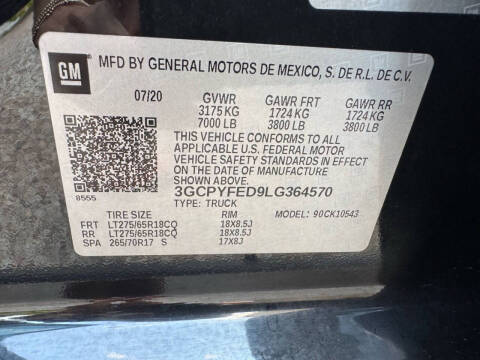 GM MFD BY GENERAL MOTORS DE MEXICO, S. DE R.L. DE C.V.
07/20 GVWR GAWR FRT GAWR RR
3175 KG 1724 KG 1724 KG
7000 LB 3800 LB 3800 LB
THIS VEHICLE CONFORMS TO ALL
APPLICABLE U.S. FEDERAL MOTOR
VEHICLE SAFETY STANDARDS IN EFFECT
ON THE DATE OF MANUFACTURE SHOWN ABOVE.
3GCPYFED9LG364570
8555 TYPE: TRUCK MODEL: 90CK10543
TIRE SIZE RIM
FRT LT275/65R18CQ 18X8.5J
RR LT275/65R18CQ 18X8.5J
SPA 265/70R17 S 17X8J